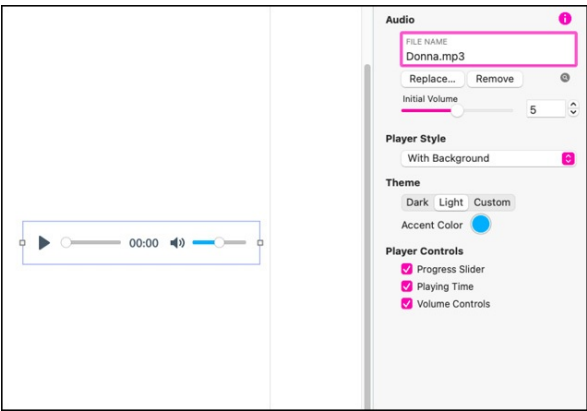 Audio
FILE NAME
Donna.mp3
Replace... Remove
Initial Volume
5
Player Style
With Background
Theme
Dark Light Custom
Accent Color
00:00
Player Controls
Progress Slider
Playing Time
Volume Controls